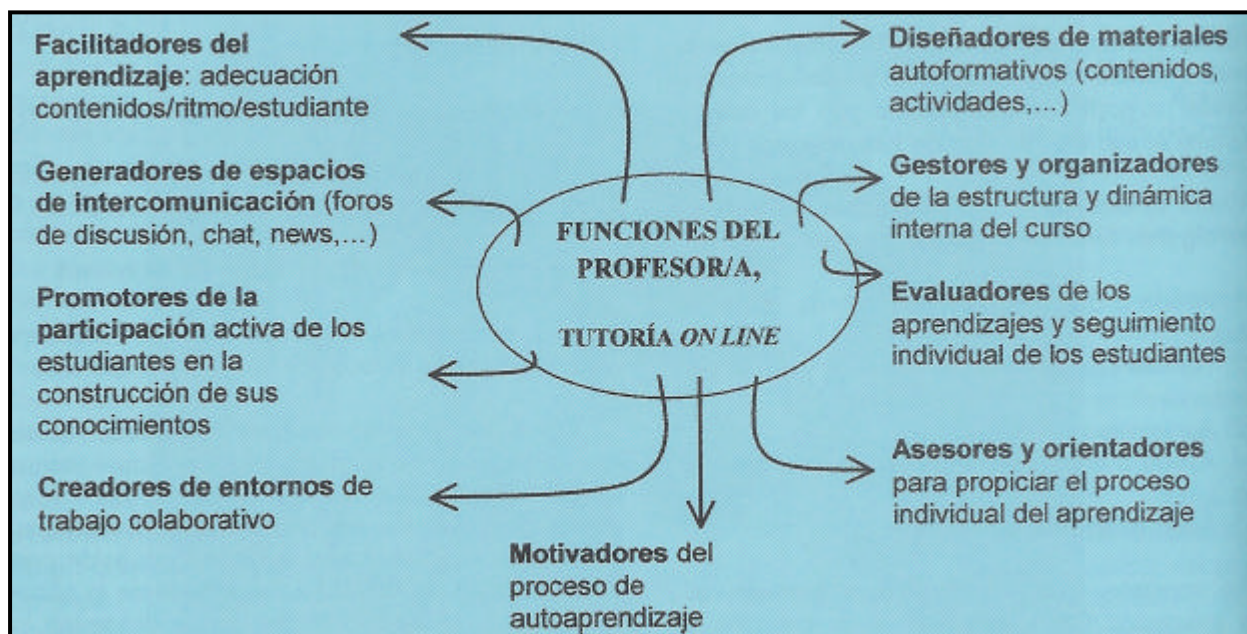 Facilitadores del
aprendizaje: adecuación
contenidos/ritmo/estudiante
Generadores de espacios
de intercomunicación (foros
de discusión, chat, news,...)
Promotores de la
participación activa de los
estudiantes en la
construcción de sus
conocimientos
Creadores de entornos de
trabajo colaborativo
FUNCIONES DEL
PROFESOR/A,
TUTORÍA ON LINE
Motivadores del
proceso de
autoaprendizaje
Diseñadores de materiales
autoformativos (contenidos,
actividades,...)
Gestores y organizadores
de la estructura y dinámica
interna del curso
Evaluadores de los
aprendizajes y seguimiento
individual de los estudiantes
Asesores y orientadores
para propiciar el proceso
individual del aprendizaje